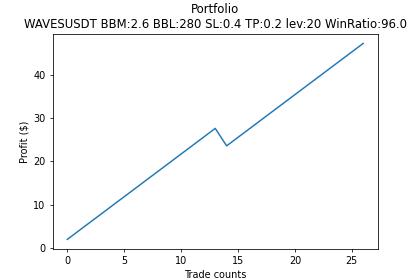 Portfolio
WAVESUSDT BBM:2.6 BBL:280 SL:0.4 TP:0.2 lev:20 WinRatio:96.0
Profit ($)
40
30
20
10
0
0 5 10 15 20 25
Trade counts